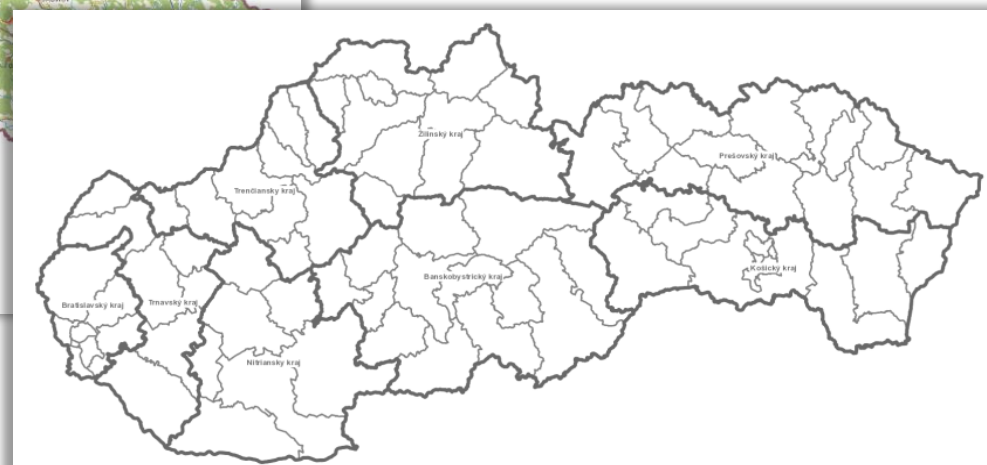 Žilinský kraj
Prešovský kraj
Trenčiansky kraj
Banskobystrický kraj
Košický kraj
Bratislavský kraj
Trnavský kraj
Nitriansky kraj